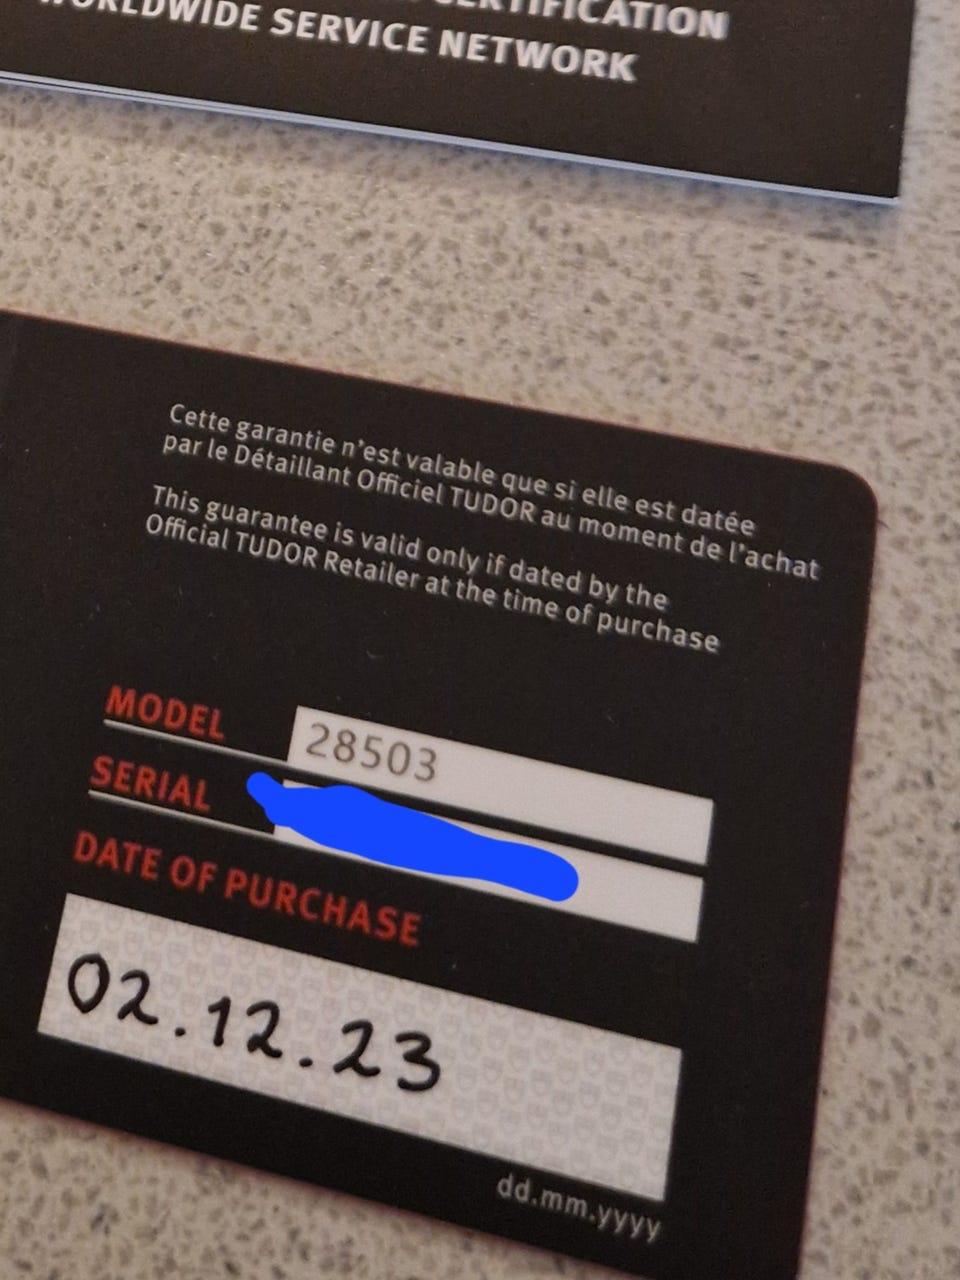 CERTIFICATION
WORLDWIDE SERVICE NETWORK
Cette garantie n'est valable que si elle est datée
par le Détaillant Officiel TUDOR au moment de l'achat
This guarantee is valid only if dated by the
Official TUDOR Retailer at the time of purchase
MODEL 28503
SERIAL
DATE OF PURCHASE
02.12.23
dd.mm.yyyy